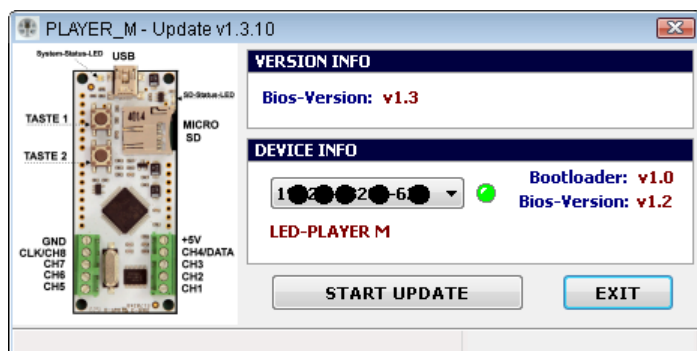 PLAYER_M - Update v1.3.10
System-Status-LED
USB
SD-Status-LED
TASTE 1
MICRO
SD
TASTE 2
GND
CLK/CH8
CH7
CH6
CH5
+5V
CH4/DATA
CH3
CH2
CH1
VERSION INFO
Bios-Version: v1.3
DEVICE INFO
Bootloader: v1.0
Bios-Version: v1.2
LED-PLAYER M
START UPDATE
EXIT